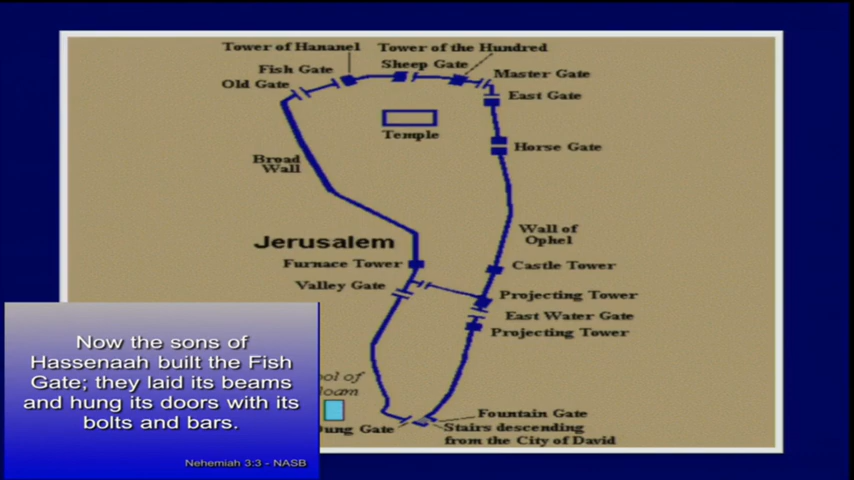 Tower of Hananel
Tower of the Hundred
Fish Gate
Sheep Gate
Master Gate
Old Gate
East Gate
Temple
Horse Gate
Broad
Wall
Wall of
Ophel
Jerusalem
Furnace Tower
Castle Tower
Valley Gate
Projecting Tower
East Water Gate
Projecting Tower
Now the sons of
Hassenaah built the Fish
Gate; they laid its beams
and hung its doors with its
bolts and bars.
Nehemiah 3:3 - NASB
of
Gate
Fountain Gate
Stairs descending
from the City of David